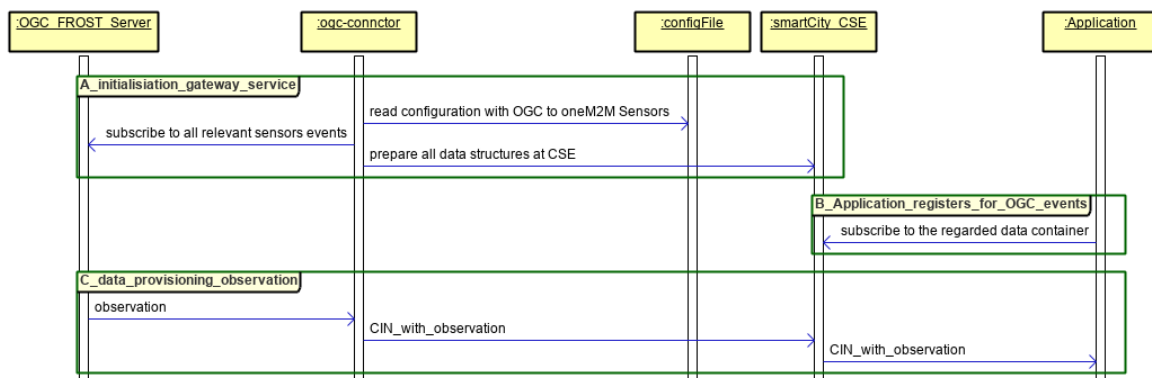 :OGC_FROST_Server
:ogc-connctor
:configFile
:smartCity_CSE
:Application
A_initialisiation_gateway_service
read configuration with OGC to oneM2M Sensors
subscribe to all relevant sensors events
prepare all data structures at CSE
B_Application_registers_for_OGC_events
subscribe to the regarded data container
C_data_provisioning_observation
observation
CIN_with_observation
CIN_with_observation